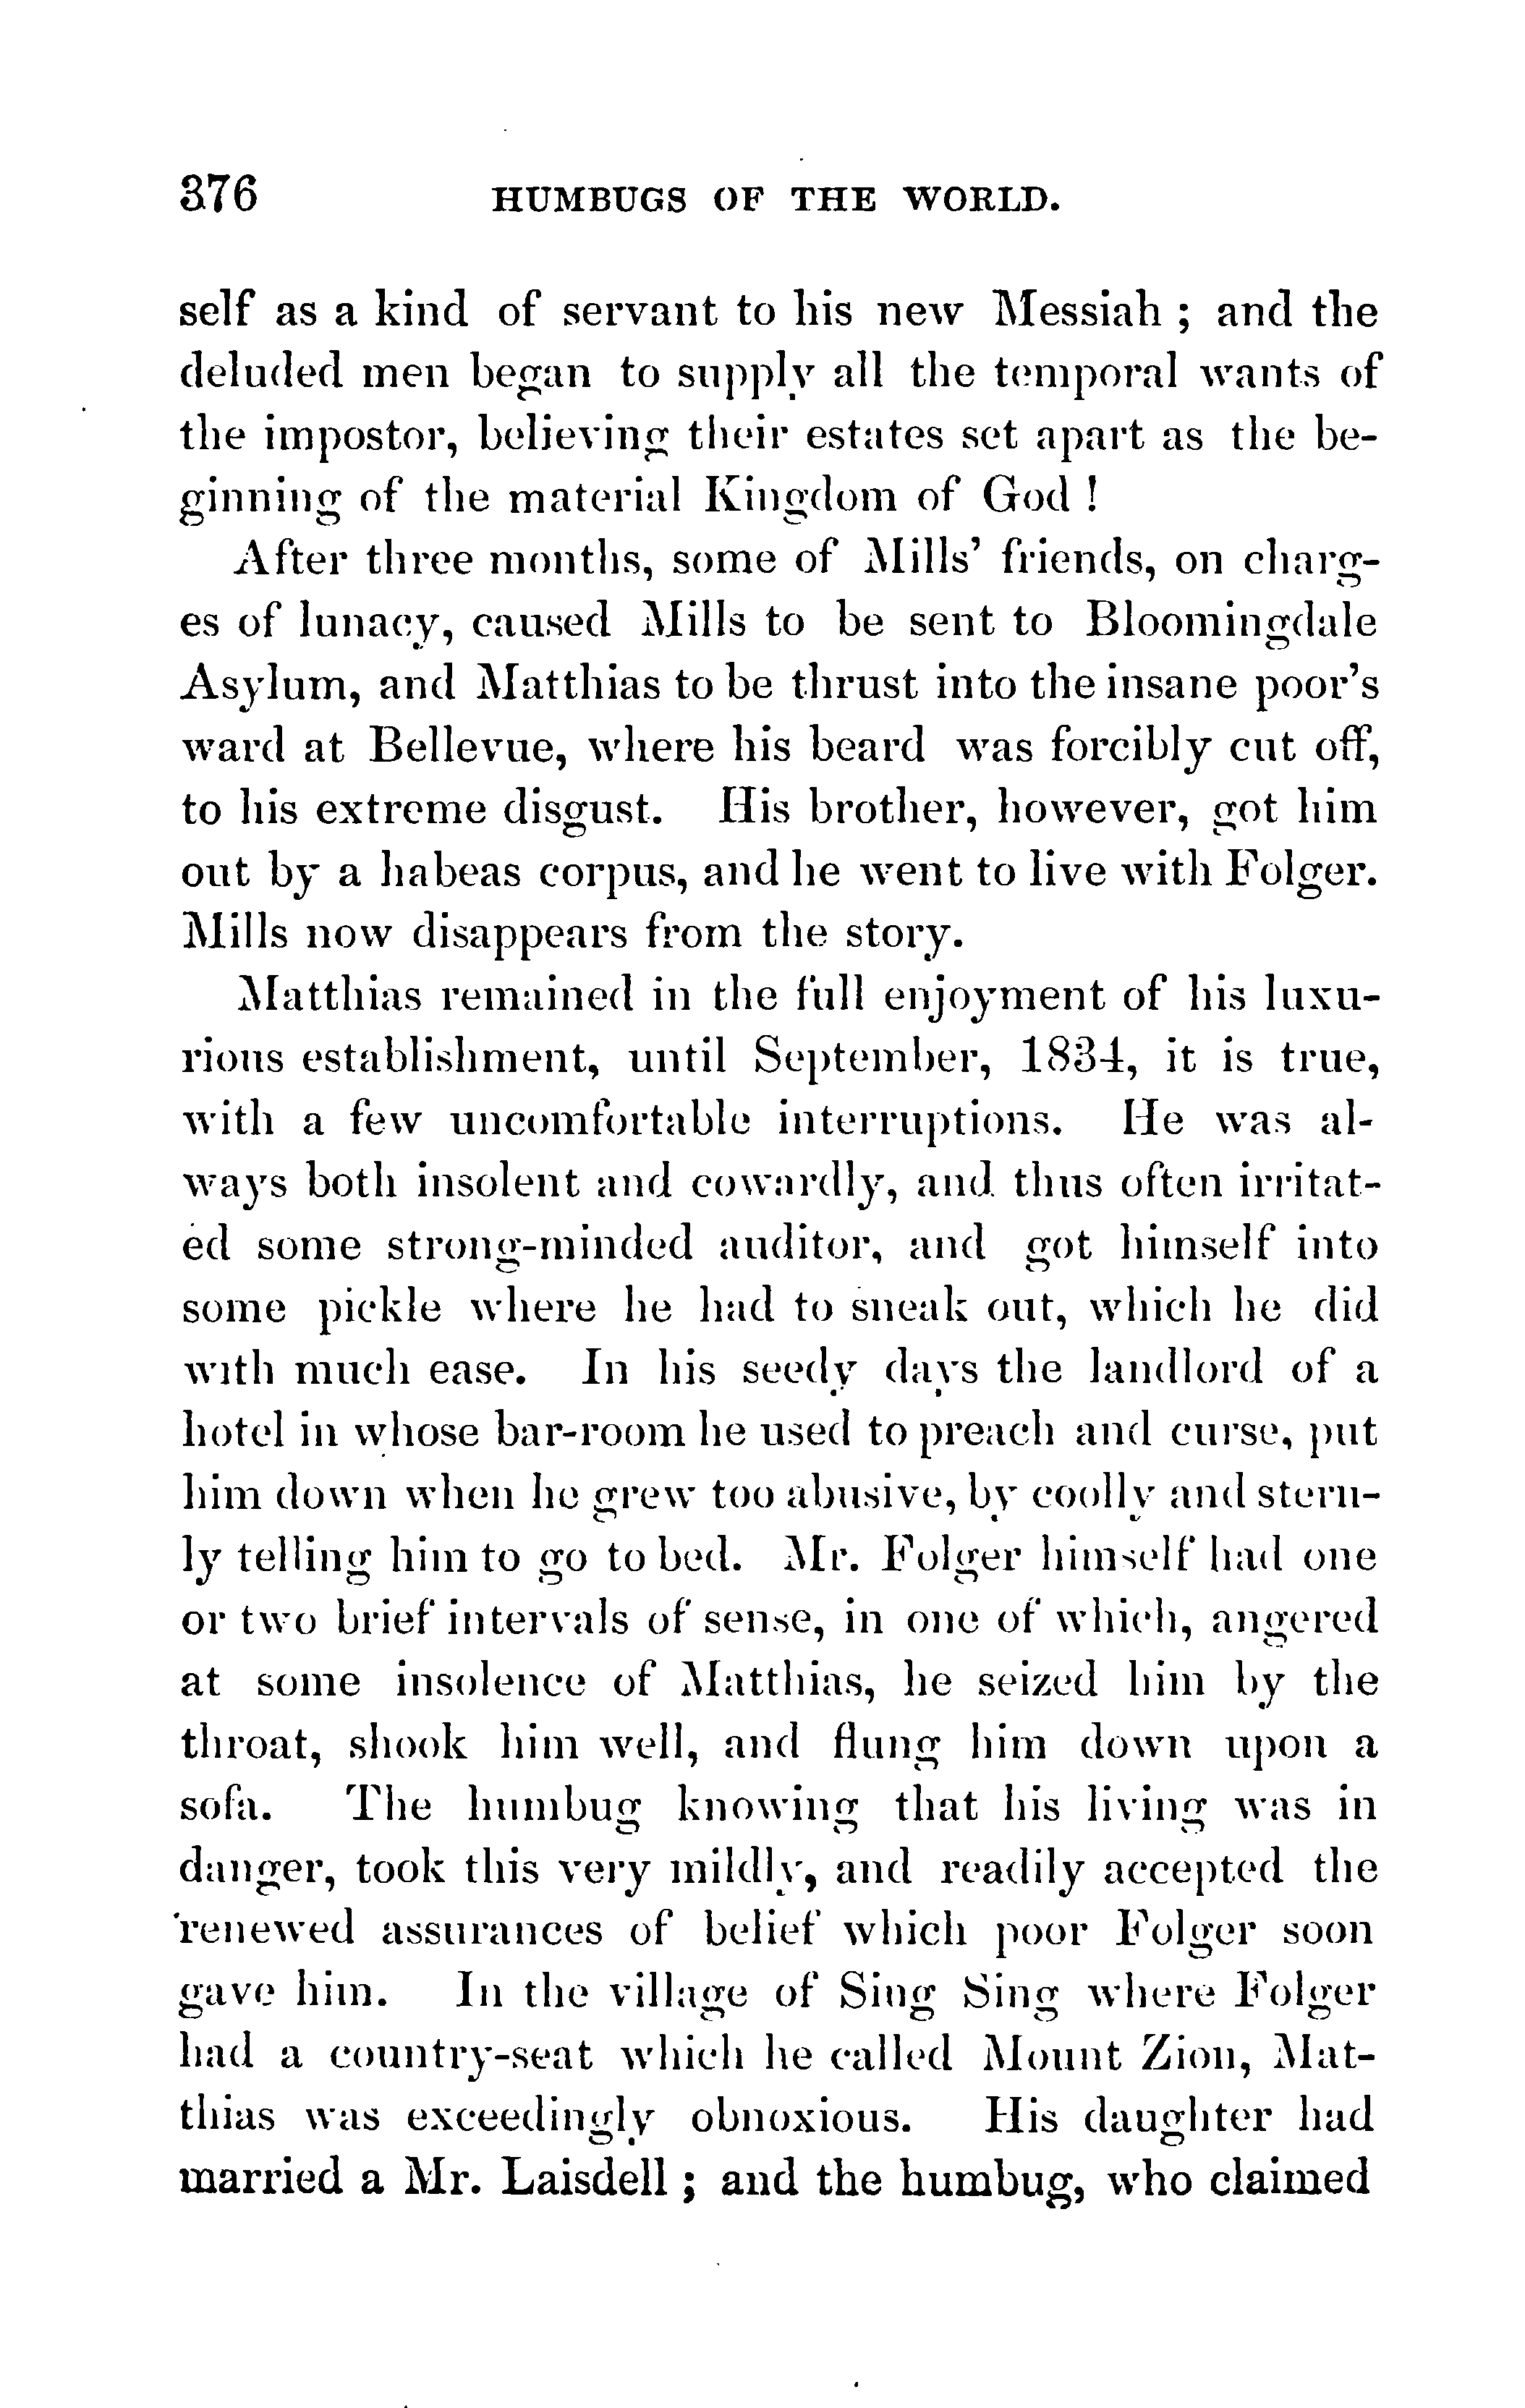 376 HUMBUGS OF THE WORLD.
self as a kind of servant to his new Messiah ; and the
deluded men began to supply all the temporal wants of
the impostor, believing their estates set apart as the be-
ginning of the material Kingdom of God !
After three months, some of Mills' friends, on charg-
es of lunacy, caused Mills to be sent to Bloomingdale
Asylum, and Matthias to be thrust into the insane poor's
ward at Bellevue, where his beard was forcibly cut off,
to his extreme disgust. His brother, however, got him
out by a habeas corpus, and he went to live with Folger.
Mills now disappears from the story.
Matthias remained in the full enjoyment of his luxu-
rious establishment, until September, 1834, it is true,
with a few uncomfortable interruptions. He was al-
ways both insolent and cowardly, and thus often irritat-
ed some strong-minded auditor, and got himself into
some pickle where he had to sneak out, which he did
with much ease. In his seedy days the landlord of a
hotel in whose bar-room he used to preach and curse, put
him down when he grew too abusive, by coolly and stern-
ly telling him to go to bed. Mr. Folger himself had one
or two brief intervals of sense, in one of which, angered
at some insolence of Matthias, he seized him by the
throat, shook him well, and flung him down upon a
sofa. The humbug knowing that his living was in
danger, took this very mildly, and readily accepted the
renewed assurances of belief which poor Folger soon
gave him. In the village of Sing Sing where Folger
had a country-seat which he called Mount Zion, Mat-
thias was exceedingly obnoxious. His daughter had
married a Mr. Laisdell ; and the humbug, who claimed